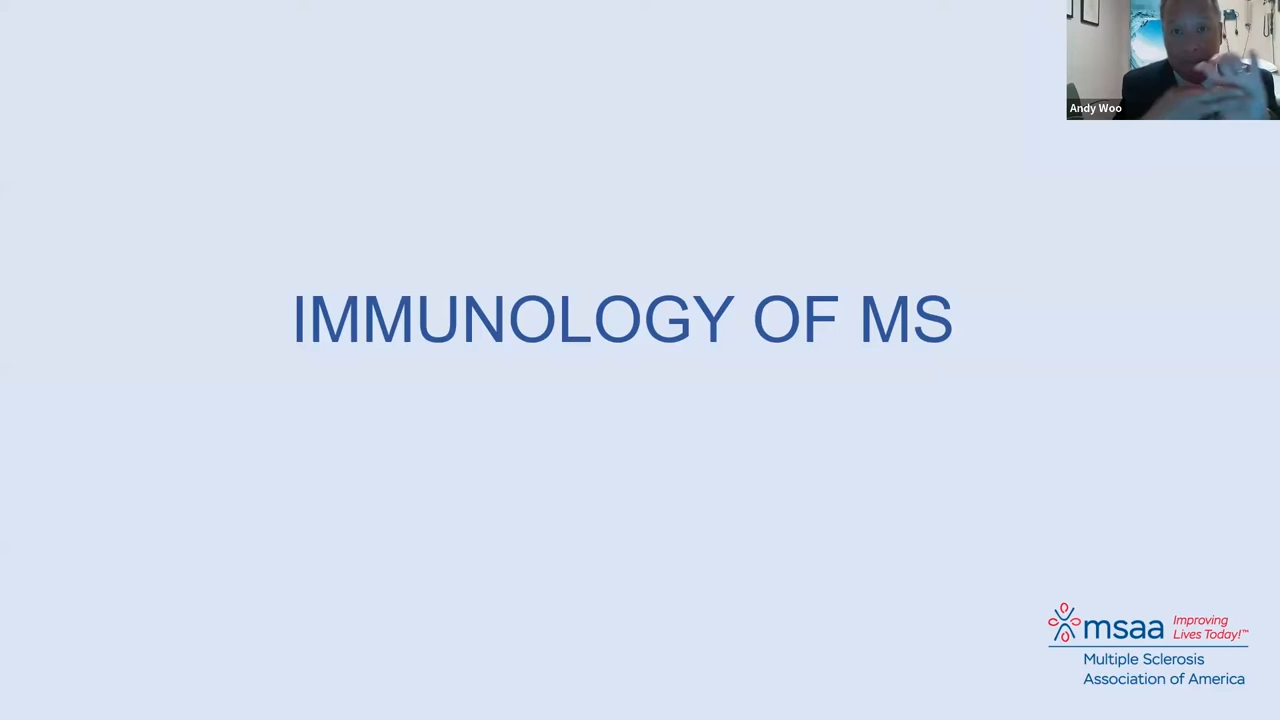 Andy Woo
IMMUNOLOGY OF MS
msaa Improving
Lives Today!™
Multiple Sclerosis
Association of America